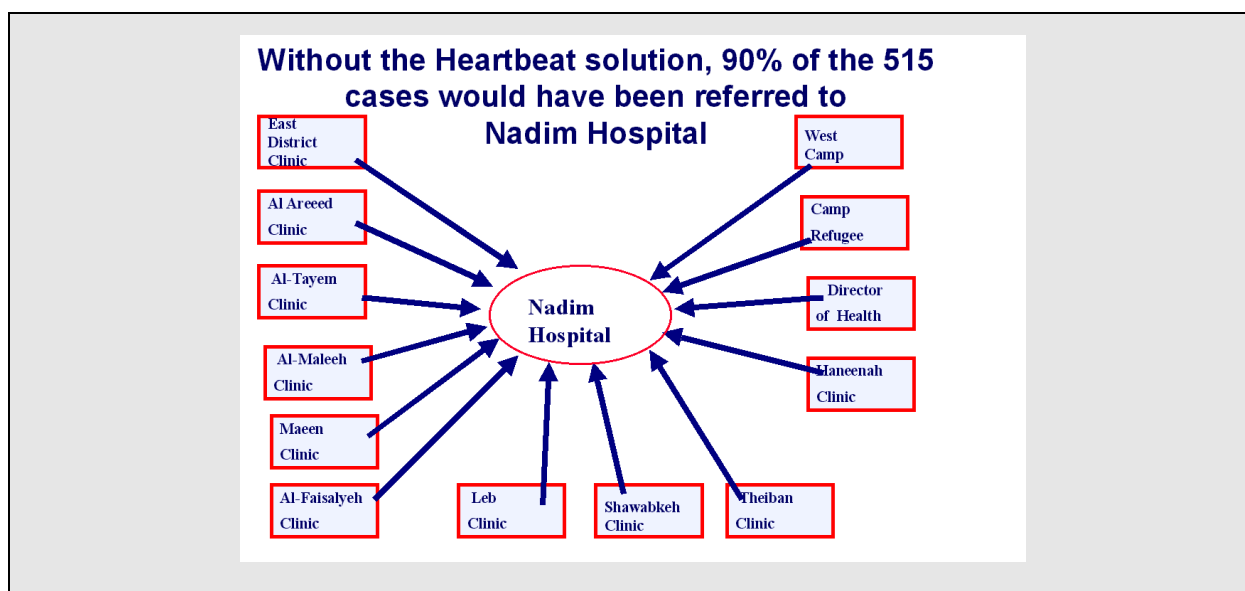 Without the Heartbeat solution, 90% of the 515
cases would have been referred to
Nadim Hospital
East
District
Clinic
West
Camp
Al Areeed
Clinic
Camp
Refugee
Al-Tayem
Clinic
Director
of Health
Nadim
Hospital
Al-Maleeh
Clinic
Haneenah
Clinic
Maeen
Clinic
Al-Faisalyeh
Clinic
Leb
Clinic
Shawabkeh
Clinic
Theiban
Clinic